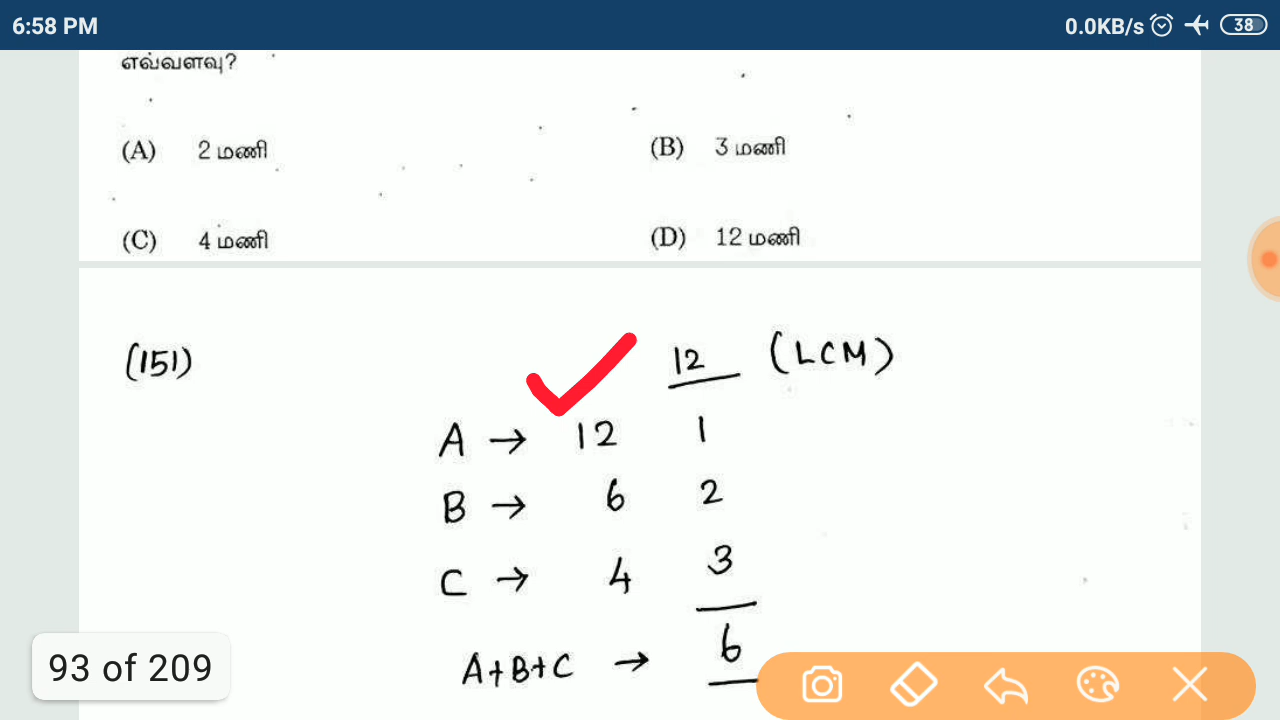 6:58 PM 0.0KB/s 38
எவ்வளவு?
(A) 2 மணி (B) 3 மணி
(C) 4 மணி (D) 12 மணி
(151) 12 (LCM)
A → 12 1
B → 6 2
C → 4 3
A+B+C → 6
93 of 209